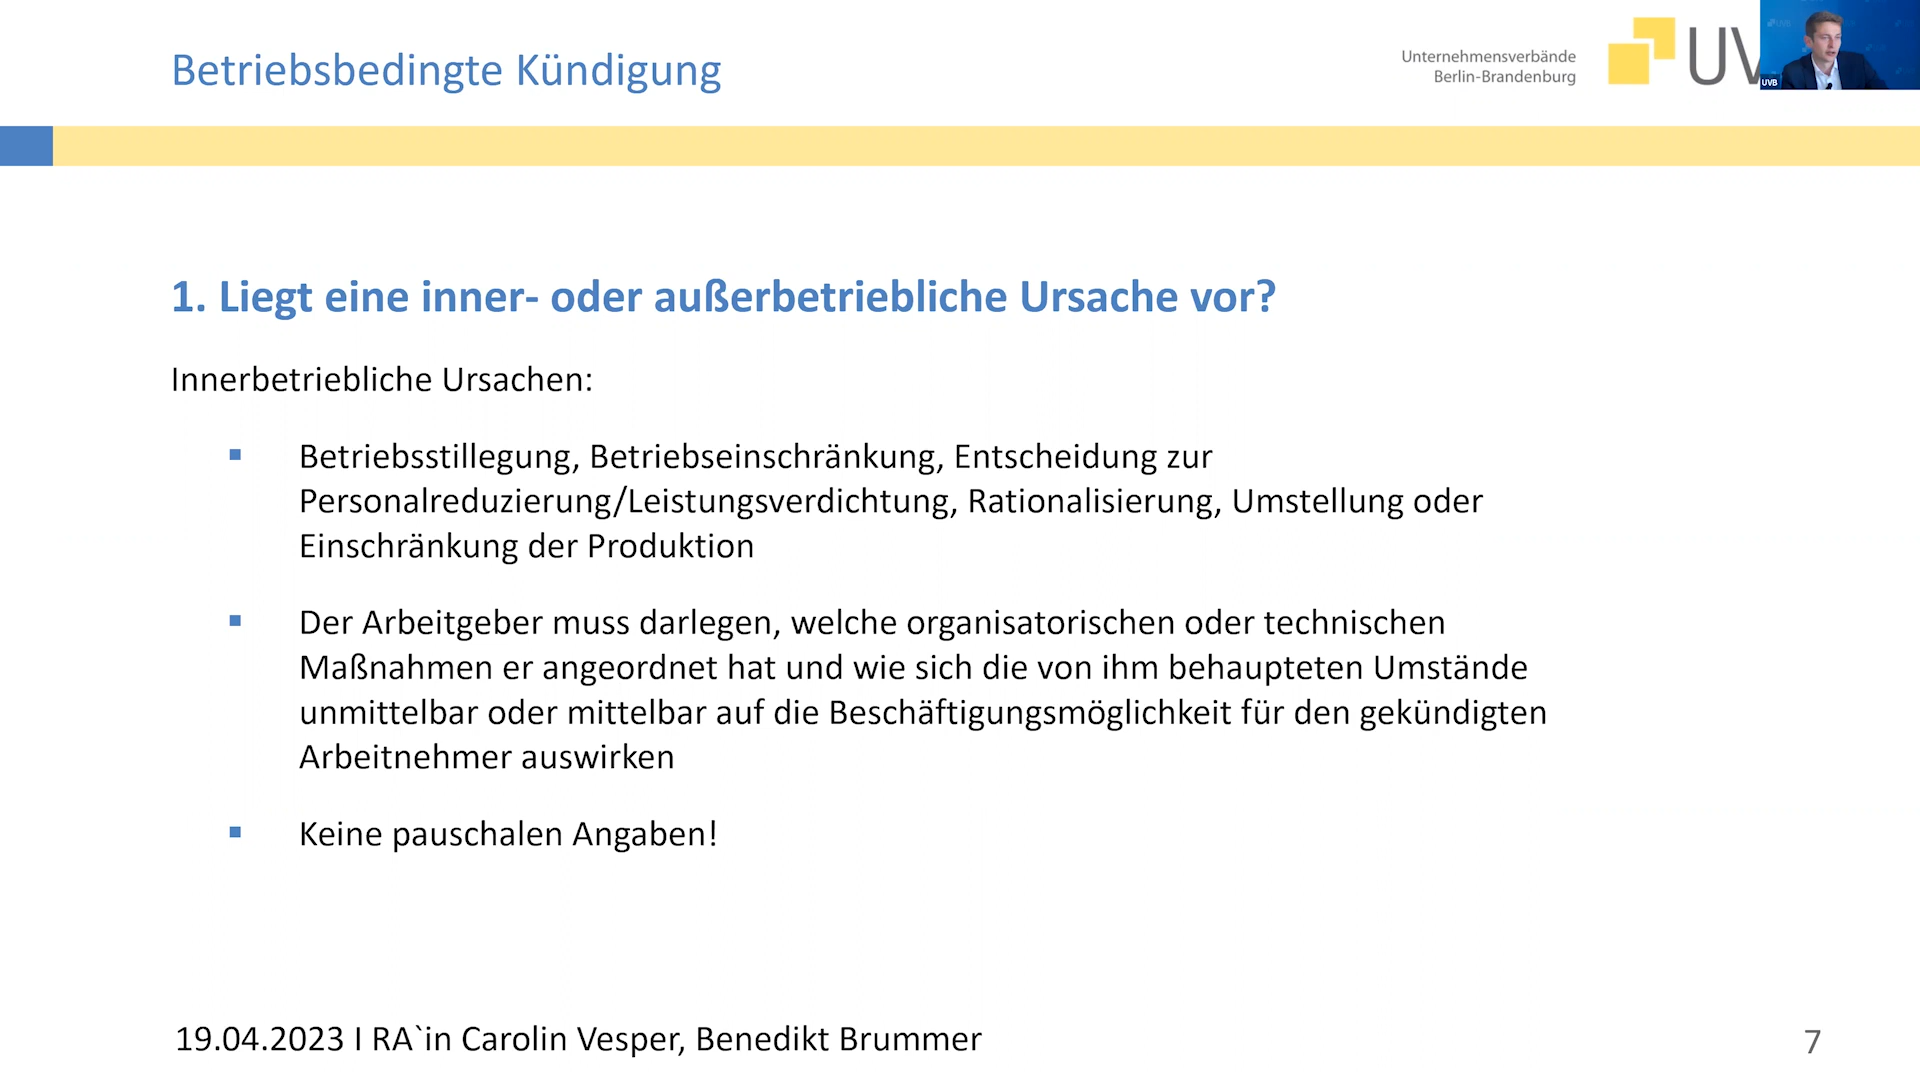 Betriebsbedingte Kündigung
Unternehmensverbände
Berlin-Brandenburg
UV
UVB
1. Liegt eine inner- oder außerbetriebliche Ursache vor?
Innerbetriebliche Ursachen:
▪ Betriebsstillegung, Betriebseinschränkung, Entscheidung zur
Personalreduzierung/Leistungsverdichtung, Rationalisierung, Umstellung oder
Einschränkung der Produktion
▪ Der Arbeitgeber muss darlegen, welche organisatorischen oder technischen
Maßnahmen er angeordnet hat und wie sich die von ihm behaupteten Umstände
unmittelbar oder mittelbar auf die Beschäftigungsmöglichkeit für den gekündigten
Arbeitnehmer auswirken
▪ Keine pauschalen Angaben!
19.04.2023 I RA`in Carolin Vesper, Benedikt Brummer
7